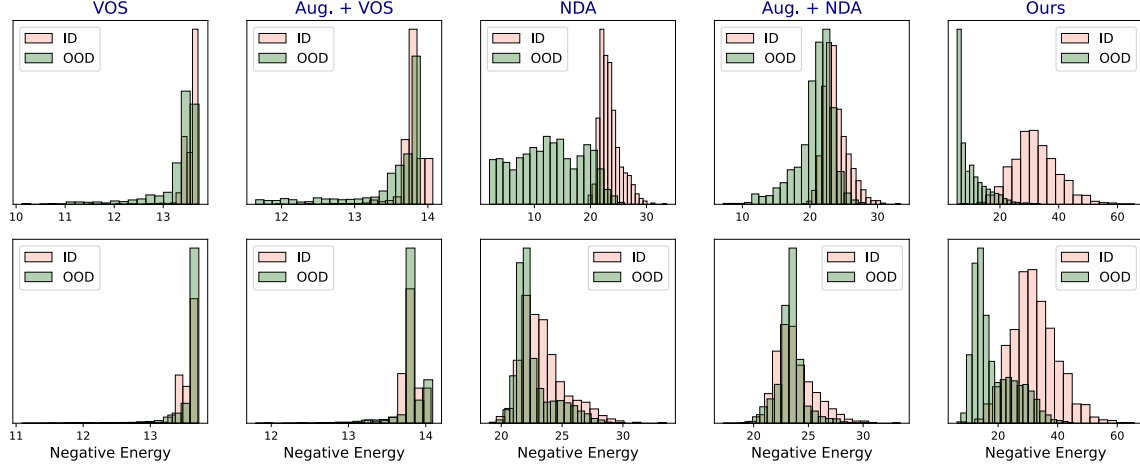 VOS Aug. + VOS NDA Aug. + NDA Ours
ID ID ID ID ID
OOD OOD OOD OOD OOD
10 11 12 13 12 13 14 10 20 30 10 20 30 20 40 60
ID ID ID ID ID
OOD OOD OOD OOD OOD
11 12 13 12 13 14 20 25 30 20 25 30 20 40 60
Negative Energy Negative Energy Negative Energy Negative Energy Negative Energy